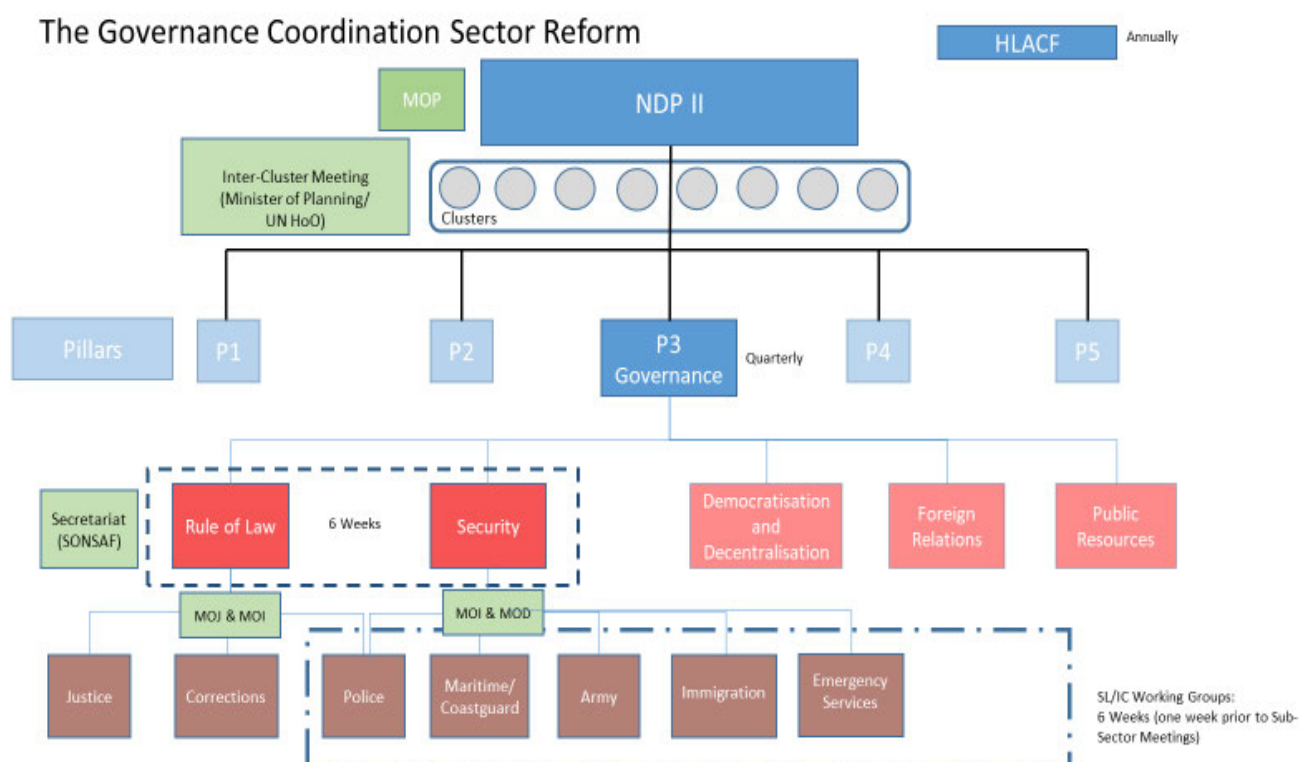 The Governance Coordination Sector Reform
HLACF
Annually
MOP
NDP II
Inter-Cluster Meeting
(Minister of Planning/
UN HoO)
Clusters
Pillars
P1
P2
P3
Governance
Quarterly
P4
P5
Secretariat
(SONSAF)
Rule of Law
6 Weeks
Security
Democratisation
and
Decentralisation
Foreign
Relations
Public
Resources
MOJ & MOI
MOI & MOD
Justice
Corrections
Police
Maritime/
Coastguard
Army
Immigration
Emergency
Services
SL/IC Working Groups:
6 Weeks (one week prior to Sub-
Sector Meetings)